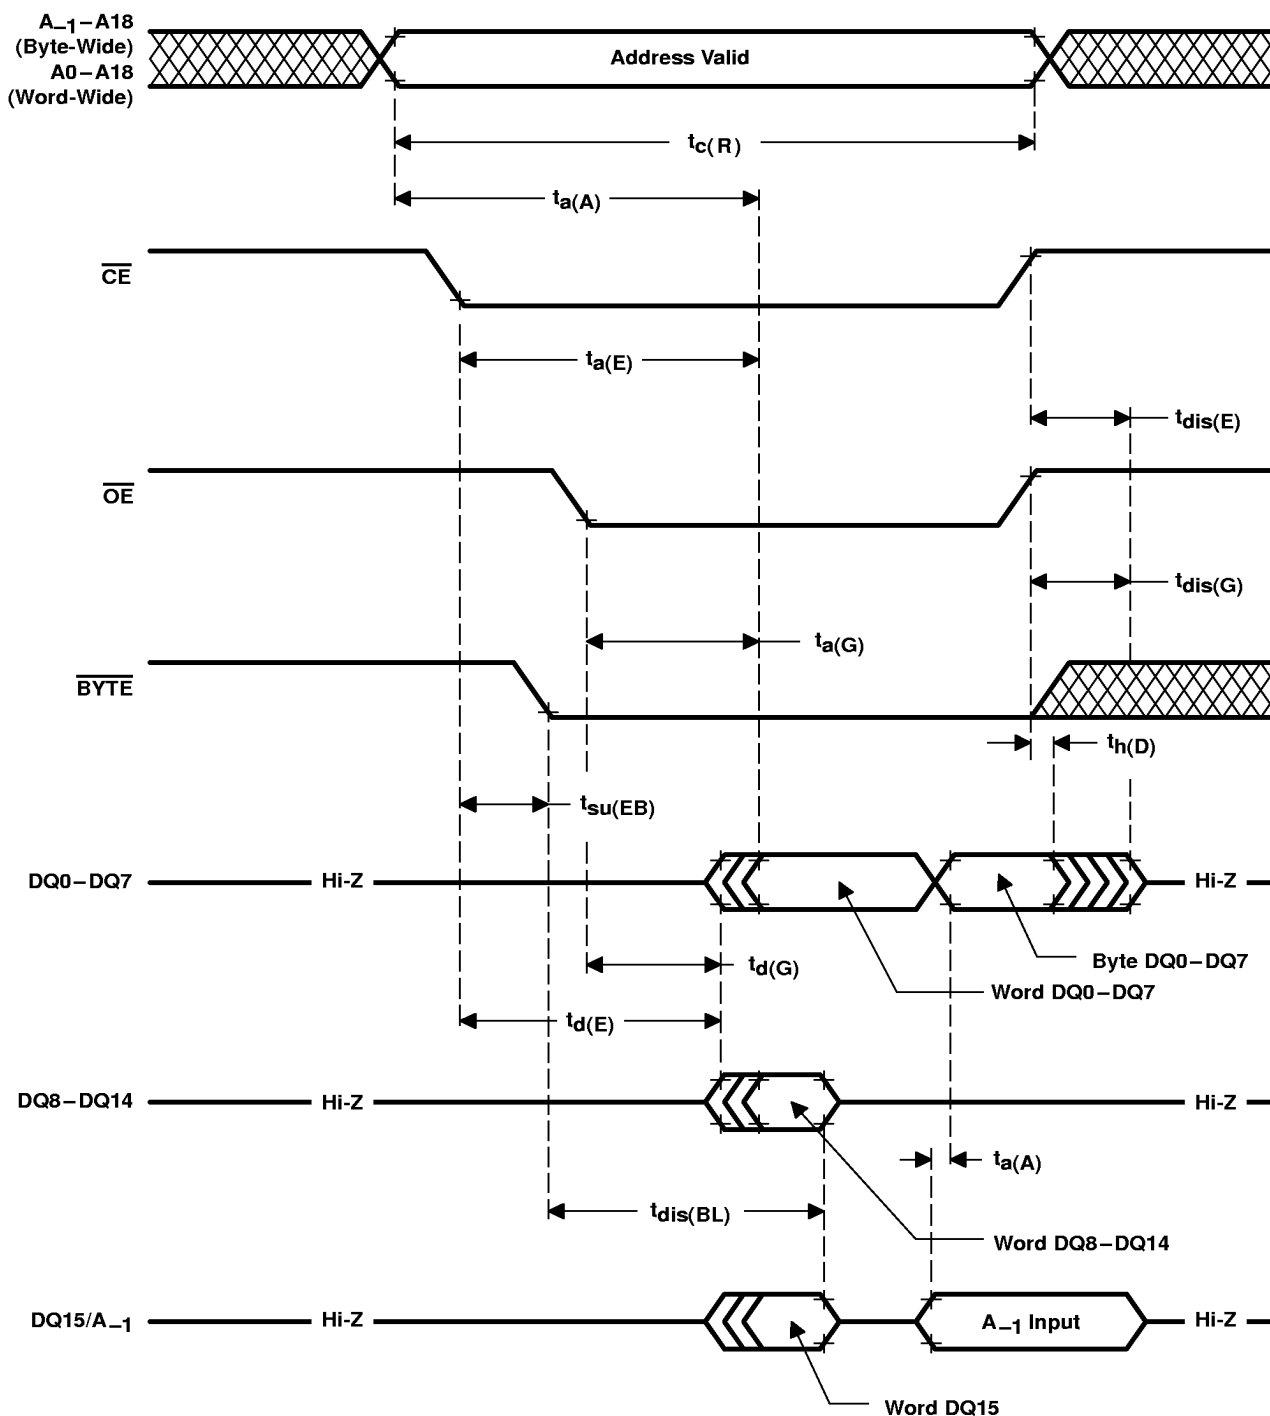 A–1–A18
(Byte-Wide)
A0–A18
(Word-Wide)
Address Valid
tc(R)
ta(A)
CE
ta(E)
tdis(E)
OE
tdis(G)
ta(G)
BYTE
th(D)
tsu(EB)
DQ0–DQ7
Hi-Z
Hi-Z
Byte DQ0–DQ7
td(G)
Word DQ0–DQ7
td(E)
DQ8–DQ14
Hi-Z
Hi-Z
ta(A)
tdis(BL)
Word DQ8–DQ14
DQ15/A–1
Hi-Z
A–1 Input
Hi-Z
Word DQ15